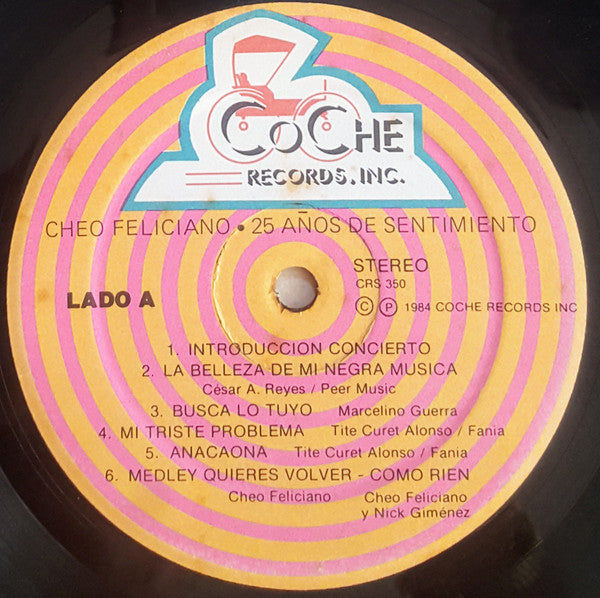 CoCHE
RECORDS. INC.
CHEO FELICIANO • 25 AÑOS DE SENTIMIENTO
STEREO
CRS 350
LADO A
© ℗ 1984 COCHE RECORDS INC
1. INTRODUCCION CONCIERTO
2. LA BELLEZA DE MI NEGRA MUSICA
César A. Reyes / Peer Music
3. BUSCA LO TUYO Marcelino Guerra
4. MI TRISTE PROBLEMA Tite Curet Alonso / Fania
5. ANACAONA Tite Curet Alonso / Fania
6. MEDLEY QUIERES VOLVER - COMO RIEN
Cheo Feliciano Cheo Feliciano
y Nick Giménez